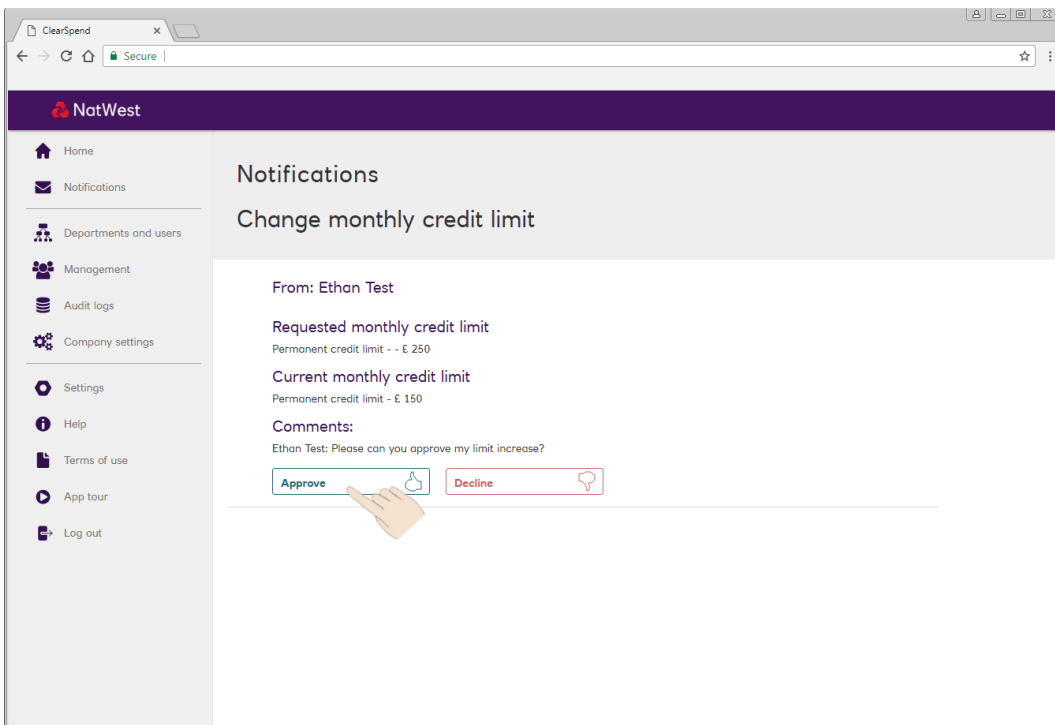 ClearSpend
Secure
NatWest
Home
Notifications
Departments and users
Management
Audit logs
Company settings
Settings
Help
Terms of use
App tour
Log out
Notifications
Change monthly credit limit
From: Ethan Test
Requested monthly credit limit
Permanent credit limit - - £ 250
Current monthly credit limit
Permanent credit limit - £ 150
Comments:
Ethan Test: Please can you approve my limit increase?
Approve
Decline